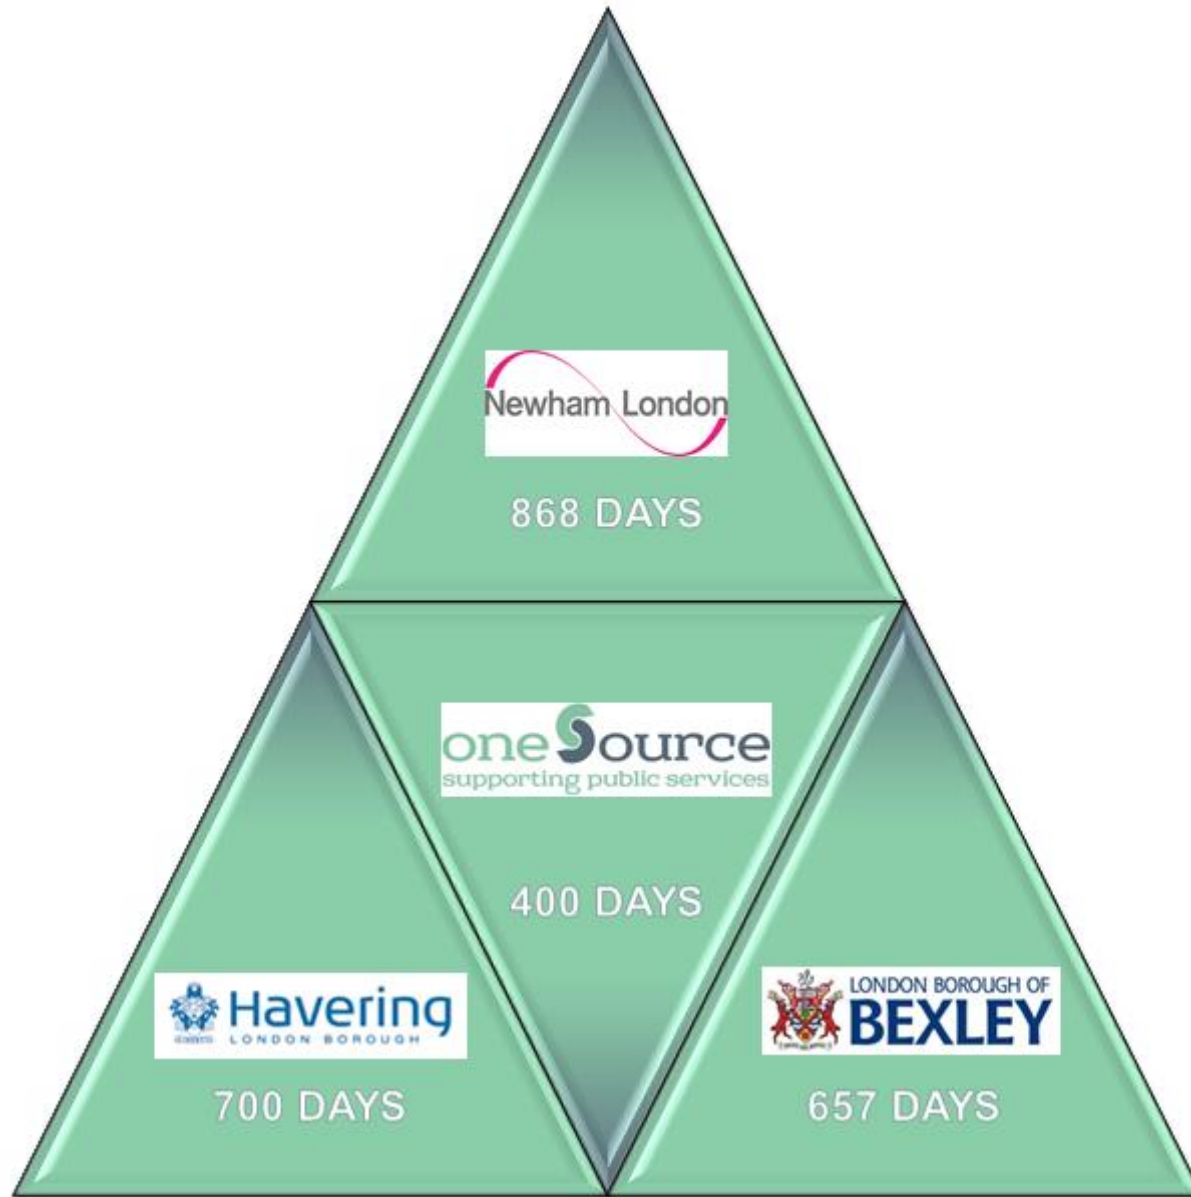 Newham London
868 DAYS
oneSource
supporting public services
400 DAYS
Havering
LONDON BOROUGH
700 DAYS
LONDON BOROUGH OF
BEXLEY
657 DAYS